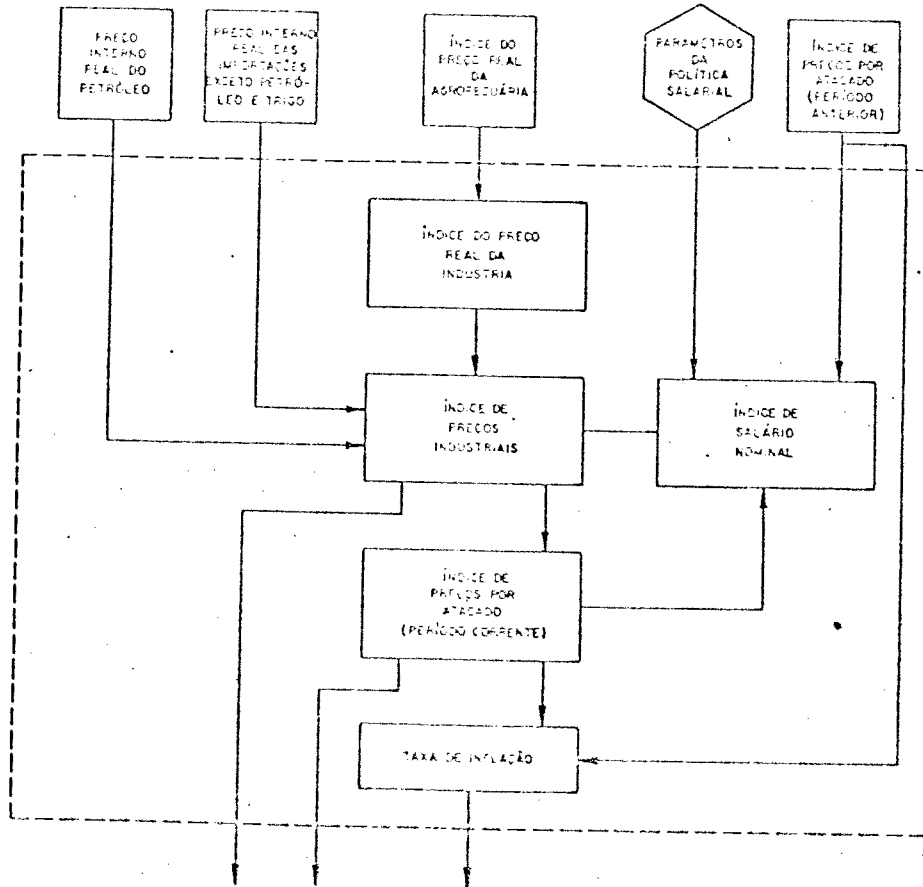 PREÇO
INTERNO
REAL DO
PETRÓLEO
PREÇO INTERNO
REAL DAS
IMPORTAÇÕES
EXCETO PETRÓ-
LEO E TRIGO
ÍNDICE DO
PREÇO REAL
DA
AGROPECUÁRIA
PARÂMETROS
DA
POLÍTICA
SALARIAL
ÍNDICE DE
PREÇOS POR
ATACADO
(PERÍODO
ANTERIOR)
ÍNDICE DO PREÇO
REAL DA
INDÚSTRIA
ÍNDICE DE
PREÇOS
INDUSTRIAIS
ÍNDICE DE
SALÁRIO
NOMINAL
ÍNDICE DE
PREÇOS POR
ATACADO
(PERÍODO CORRENTE)
TAXA DE INFLAÇÃO